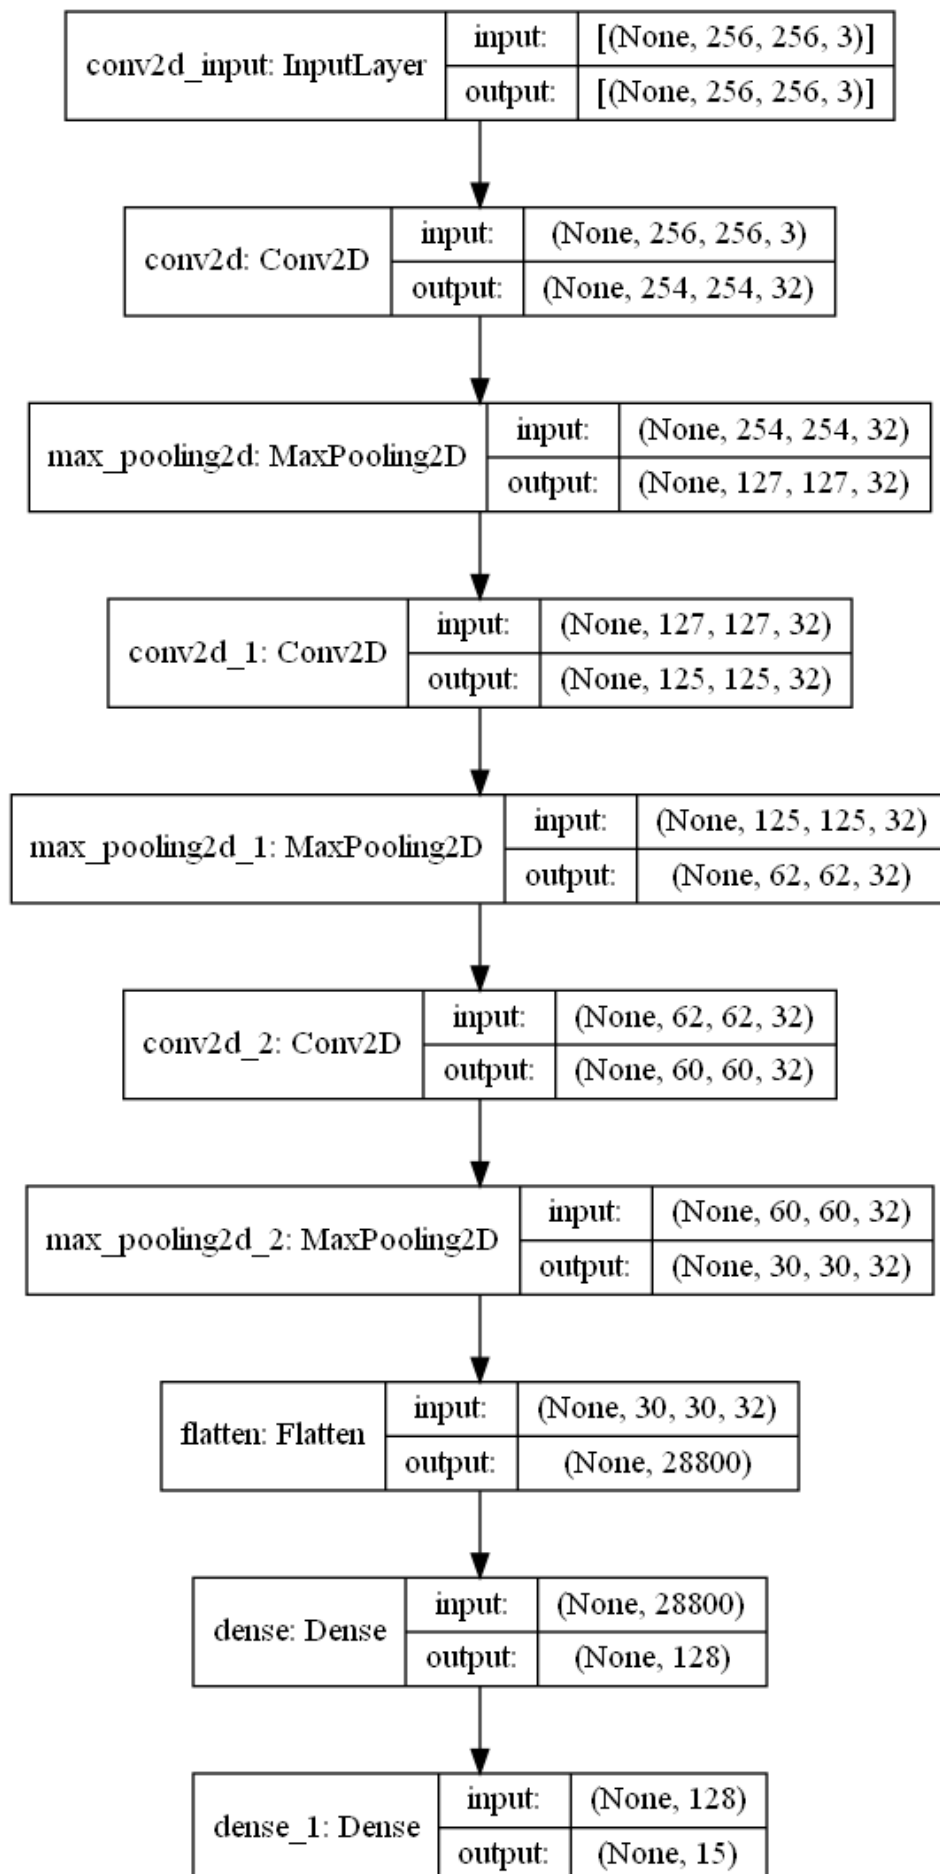 conv2d_input: InputLayer
input: [(None, 256, 256, 3)]
output: [(None, 256, 256, 3)]
conv2d: Conv2D
input: (None, 256, 256, 3)
output: (None, 254, 254, 32)
max_pooling2d: MaxPooling2D
input: (None, 254, 254, 32)
output: (None, 127, 127, 32)
conv2d_1: Conv2D
input: (None, 127, 127, 32)
output: (None, 125, 125, 32)
max_pooling2d_1: MaxPooling2D
input: (None, 125, 125, 32)
output: (None, 62, 62, 32)
conv2d_2: Conv2D
input: (None, 62, 62, 32)
output: (None, 60, 60, 32)
max_pooling2d_2: MaxPooling2D
input: (None, 60, 60, 32)
output: (None, 30, 30, 32)
flatten: Flatten
input: (None, 30, 30, 32)
output: (None, 28800)
dense: Dense
input: (None, 28800)
output: (None, 128)
dense_1: Dense
input: (None, 128)
output: (None, 15)